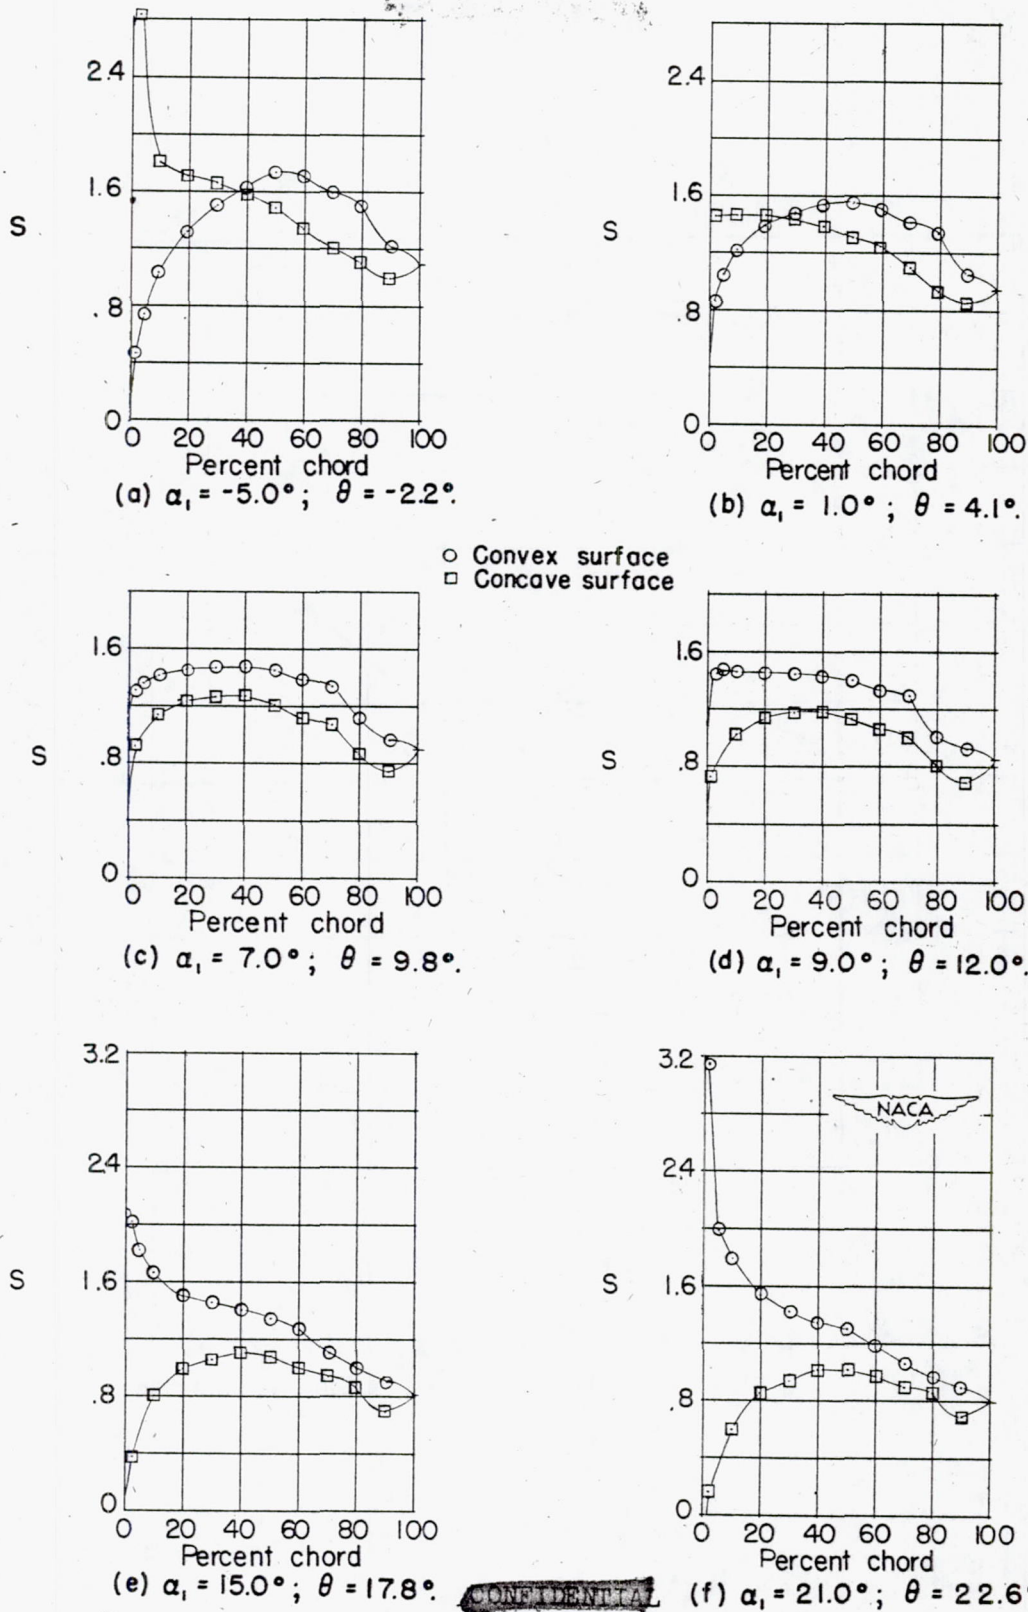 2.4
1.6
.8
0
S
0 20 40 60 80 100
Percent chord
(a) α₁ = -5.0°; θ = -2.2°.
2.4
1.6
.8
0
S
0 20 40 60 80 100
Percent chord
(b) α₁ = 1.0°; θ = 4.1°.
○ Convex surface
□ Concave surface
1.6
.8
0
S
0 20 40 60 80 100
Percent chord
(c) α₁ = 7.0°; θ = 9.8°.
1.6
.8
0
S
0 20 40 60 80 100
Percent chord
(d) α₁ = 9.0°; θ = 12.0°.
3.2
2.4
1.6
.8
0
S
0 20 40 60 80 100
Percent chord
(e) α₁ = 15.0°; θ = 17.8°.
NACA
3.2
2.4
1.6
.8
0
S
0 20 40 60 80 100
Percent chord
(f) α₁ = 21.0°; θ = 22.6°
CONFIDENTIAL